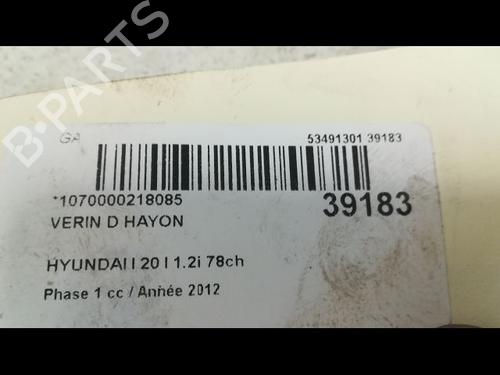 B-PARTS
GA
53491301 39183
*1070000218085
39183
VERIN D HAYON
HYUNDAI I 20 I 1.2i 78ch
Phase 1 cc / Année 2012